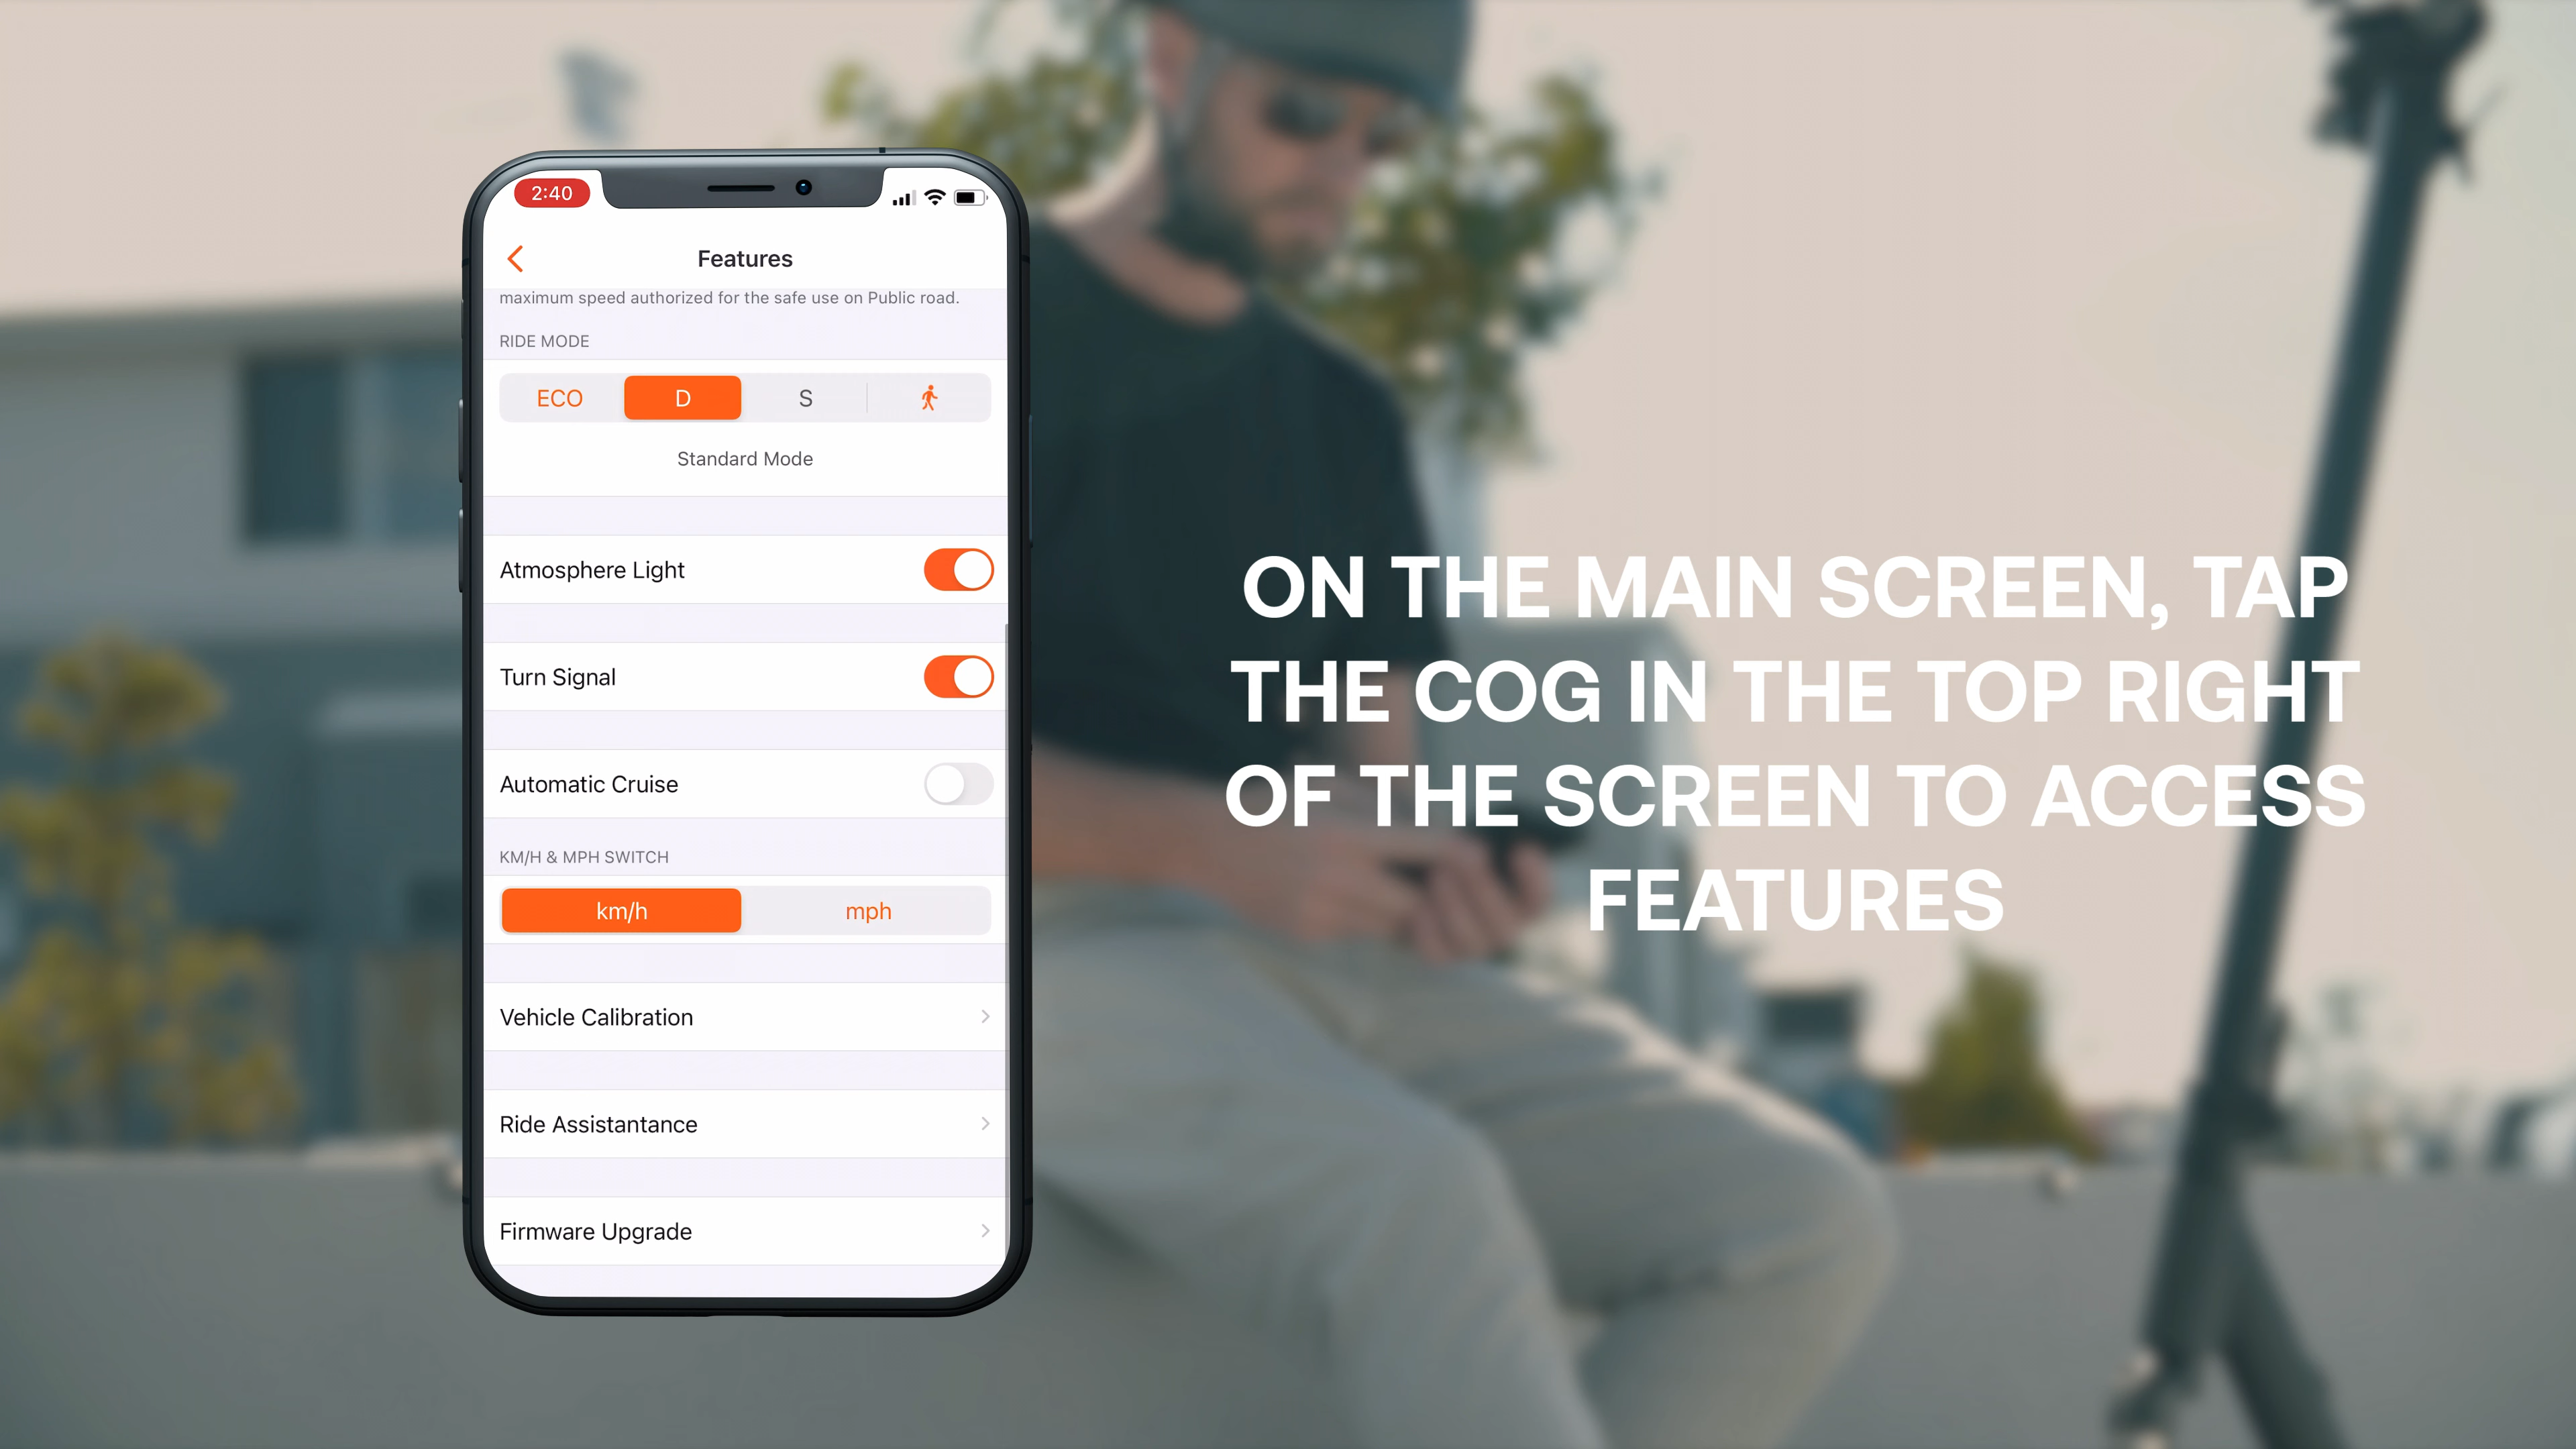 2:40
Features
maximum speed authorized for the safe use on Public road.
RIDE MODE
ECO D S
Standard Mode
Atmosphere Light
Turn Signal
Automatic Cruise
KM/H & MPH SWITCH
km/h mph
Vehicle Calibration
Ride Assistantance
Firmware Upgrade
ON THE MAIN SCREEN, TAP
THE COG IN THE TOP RIGHT
OF THE SCREEN TO ACCESS
FEATURES